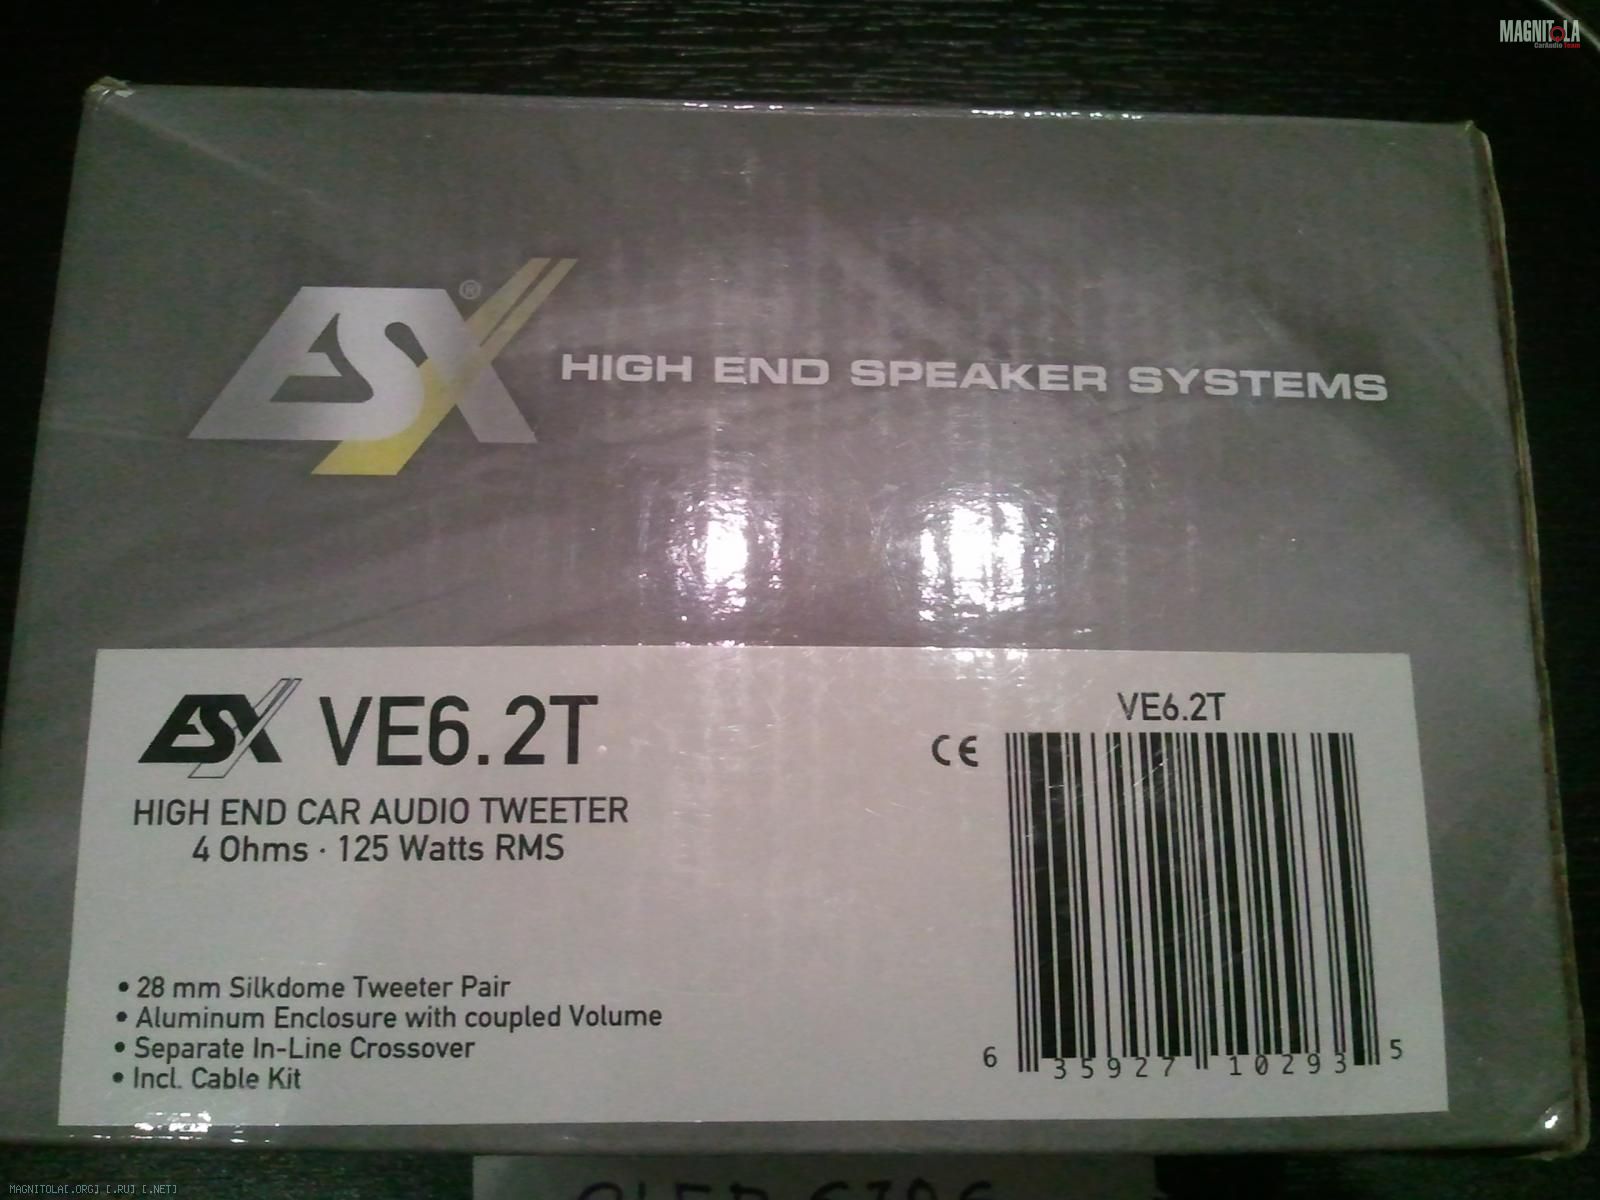 MAGNITOLA
CarAudio Team
ESX®
HIGH END SPEAKER SYSTEMS
ESX VE6.2T
HIGH END CAR AUDIO TWEETER
4 Ohms · 125 Watts RMS
• 28 mm Silkdome Tweeter Pair
• Aluminum Enclosure with coupled Volume
• Separate In-Line Crossover
• Incl. Cable Kit
VE6.2T
CE
6 35927 10293 5
MAGNITOLA[.ORG] [.RU] [.NET]